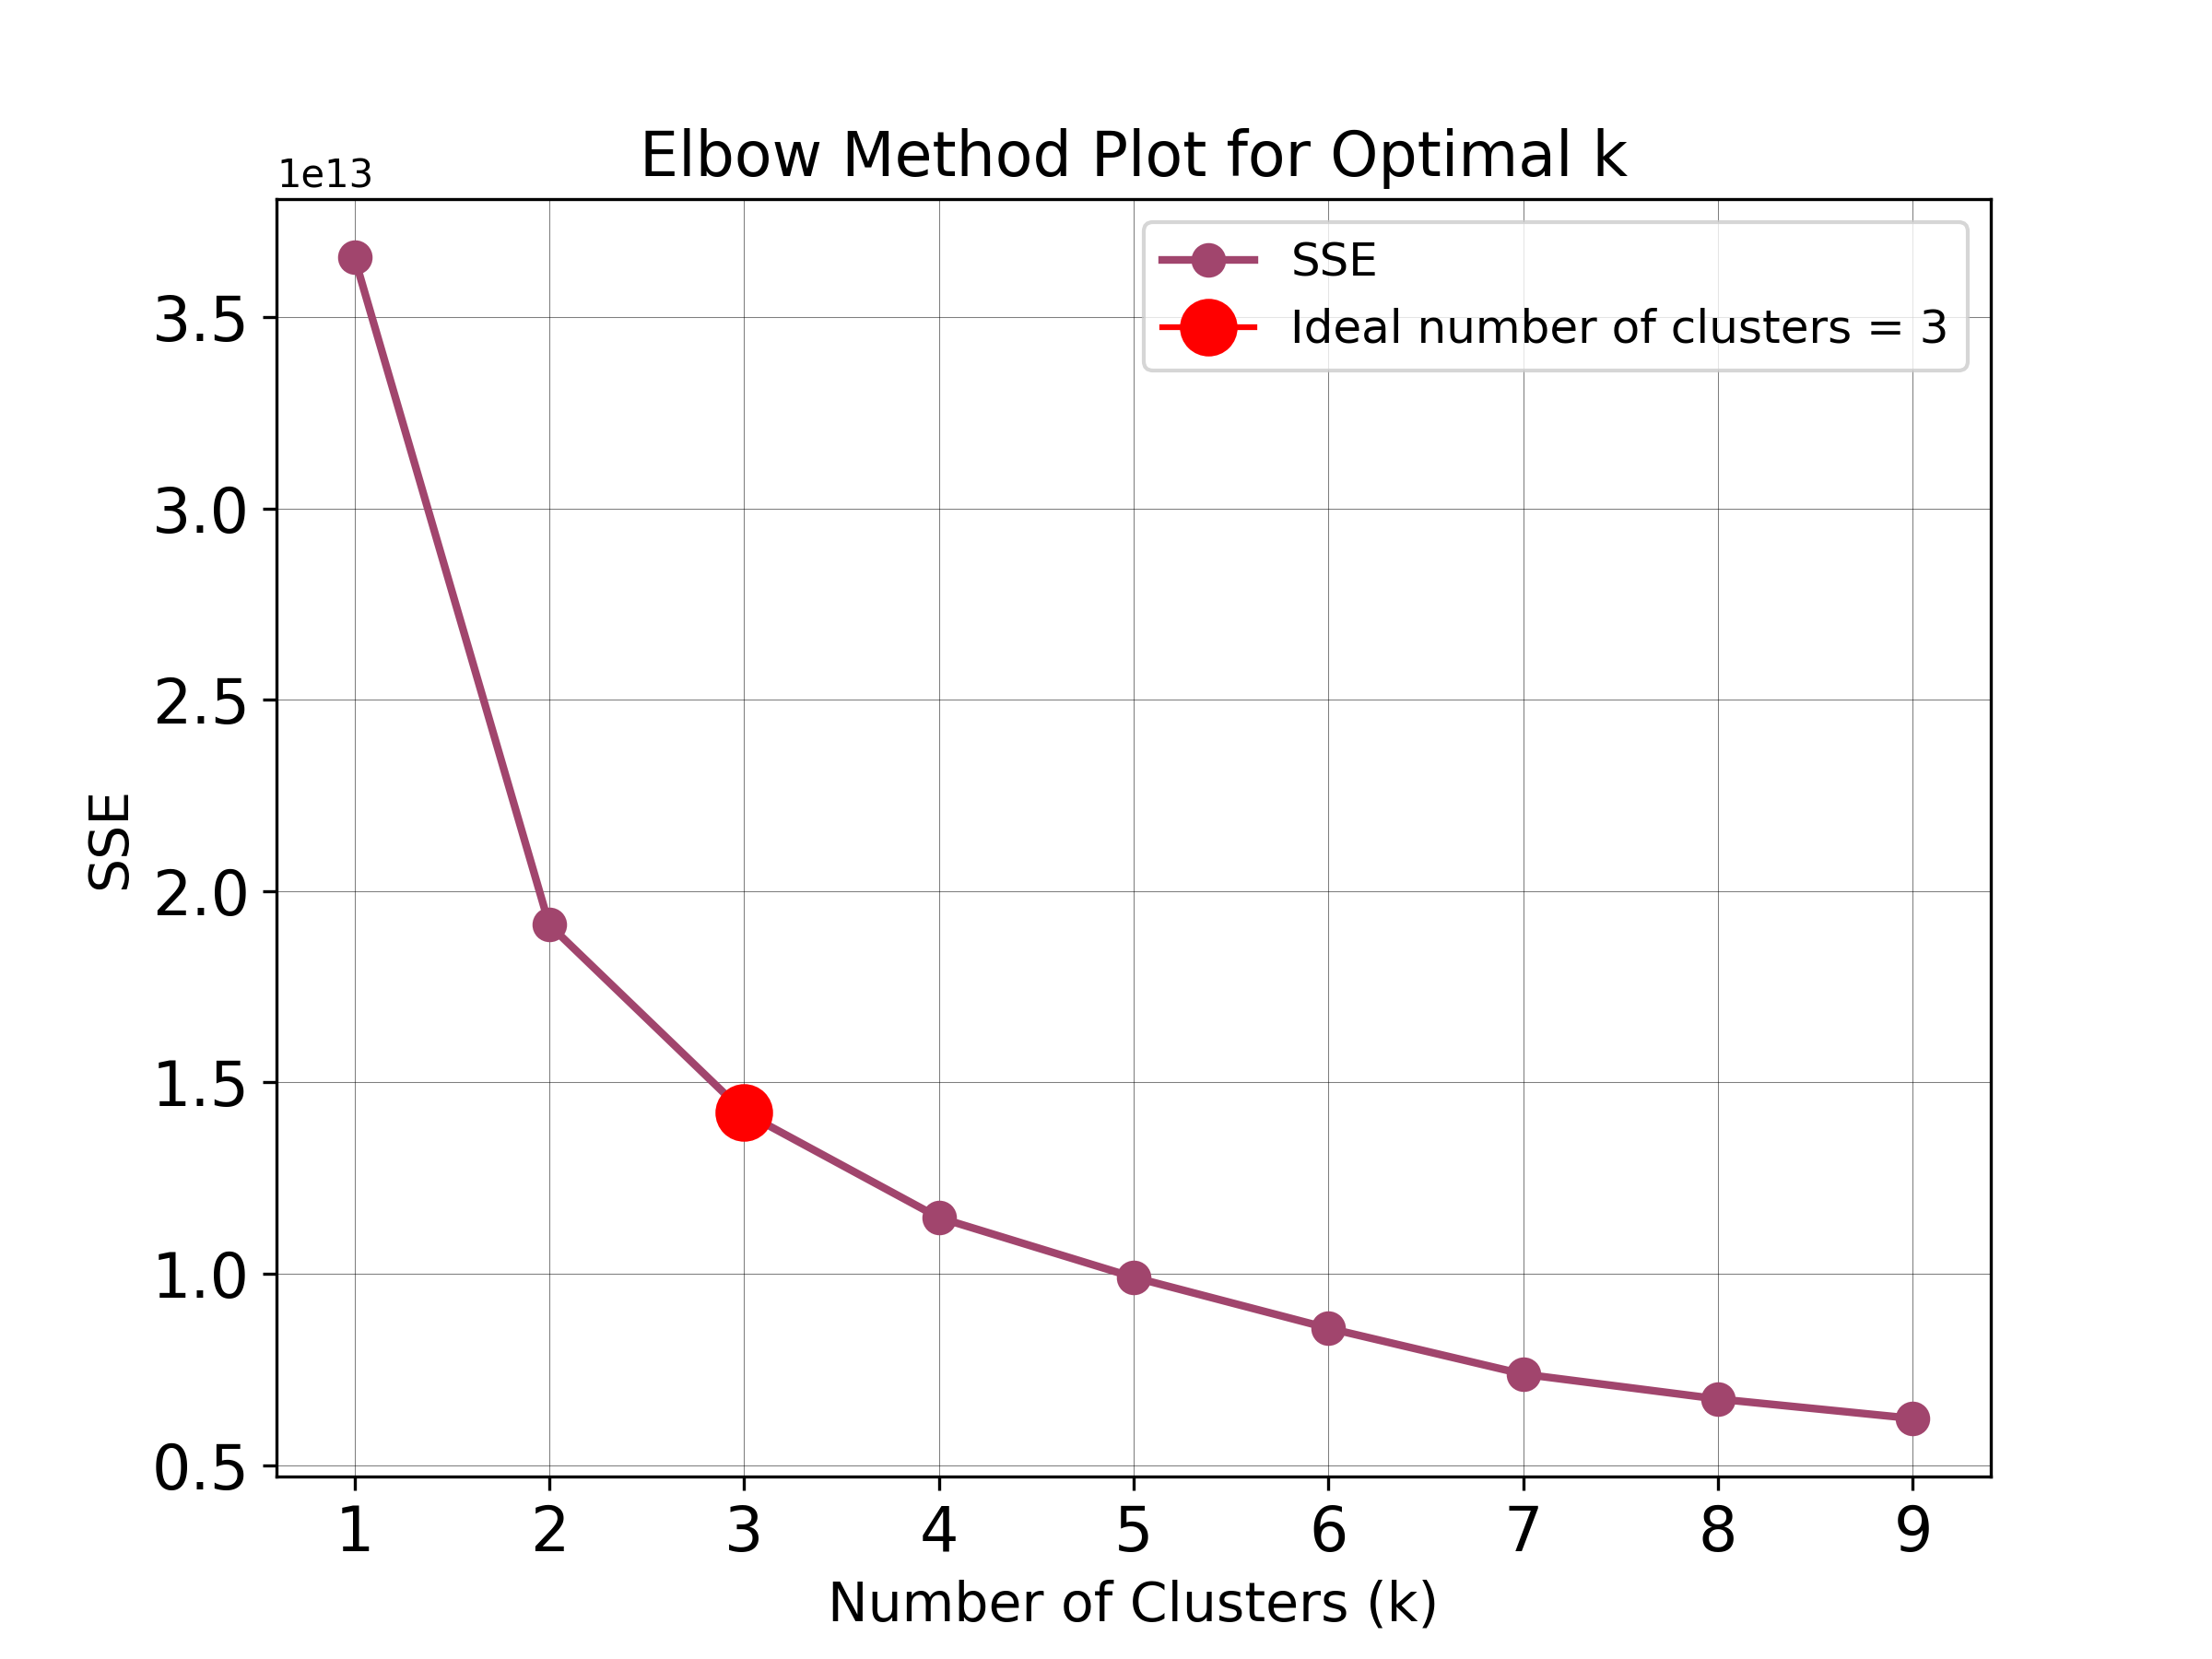 Elbow Method Plot for Optimal k
1e13
SSE
Ideal number of clusters = 3
3.5
3.0
2.5
2.0
1.5
1.0
0.5
SSE
1 2 3 4 5 6 7 8 9
Number of Clusters (k)